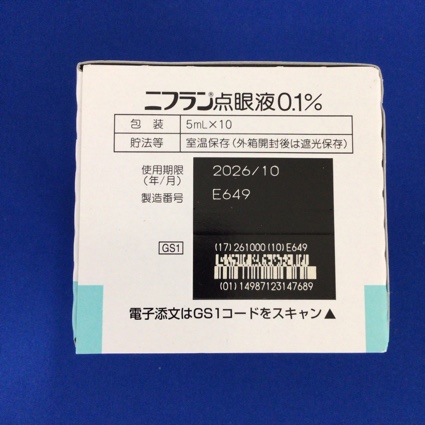 ニフラン®点眼液0.1%
包装 5mL×10
貯法等 室温保存(外箱開封後は遮光保存)
使用期限 2026/10
(年/月)
製造番号 E649
GS1
(17)261000(10)E649
(01)14987123147689
電子添文はGS1コードをスキャン▲